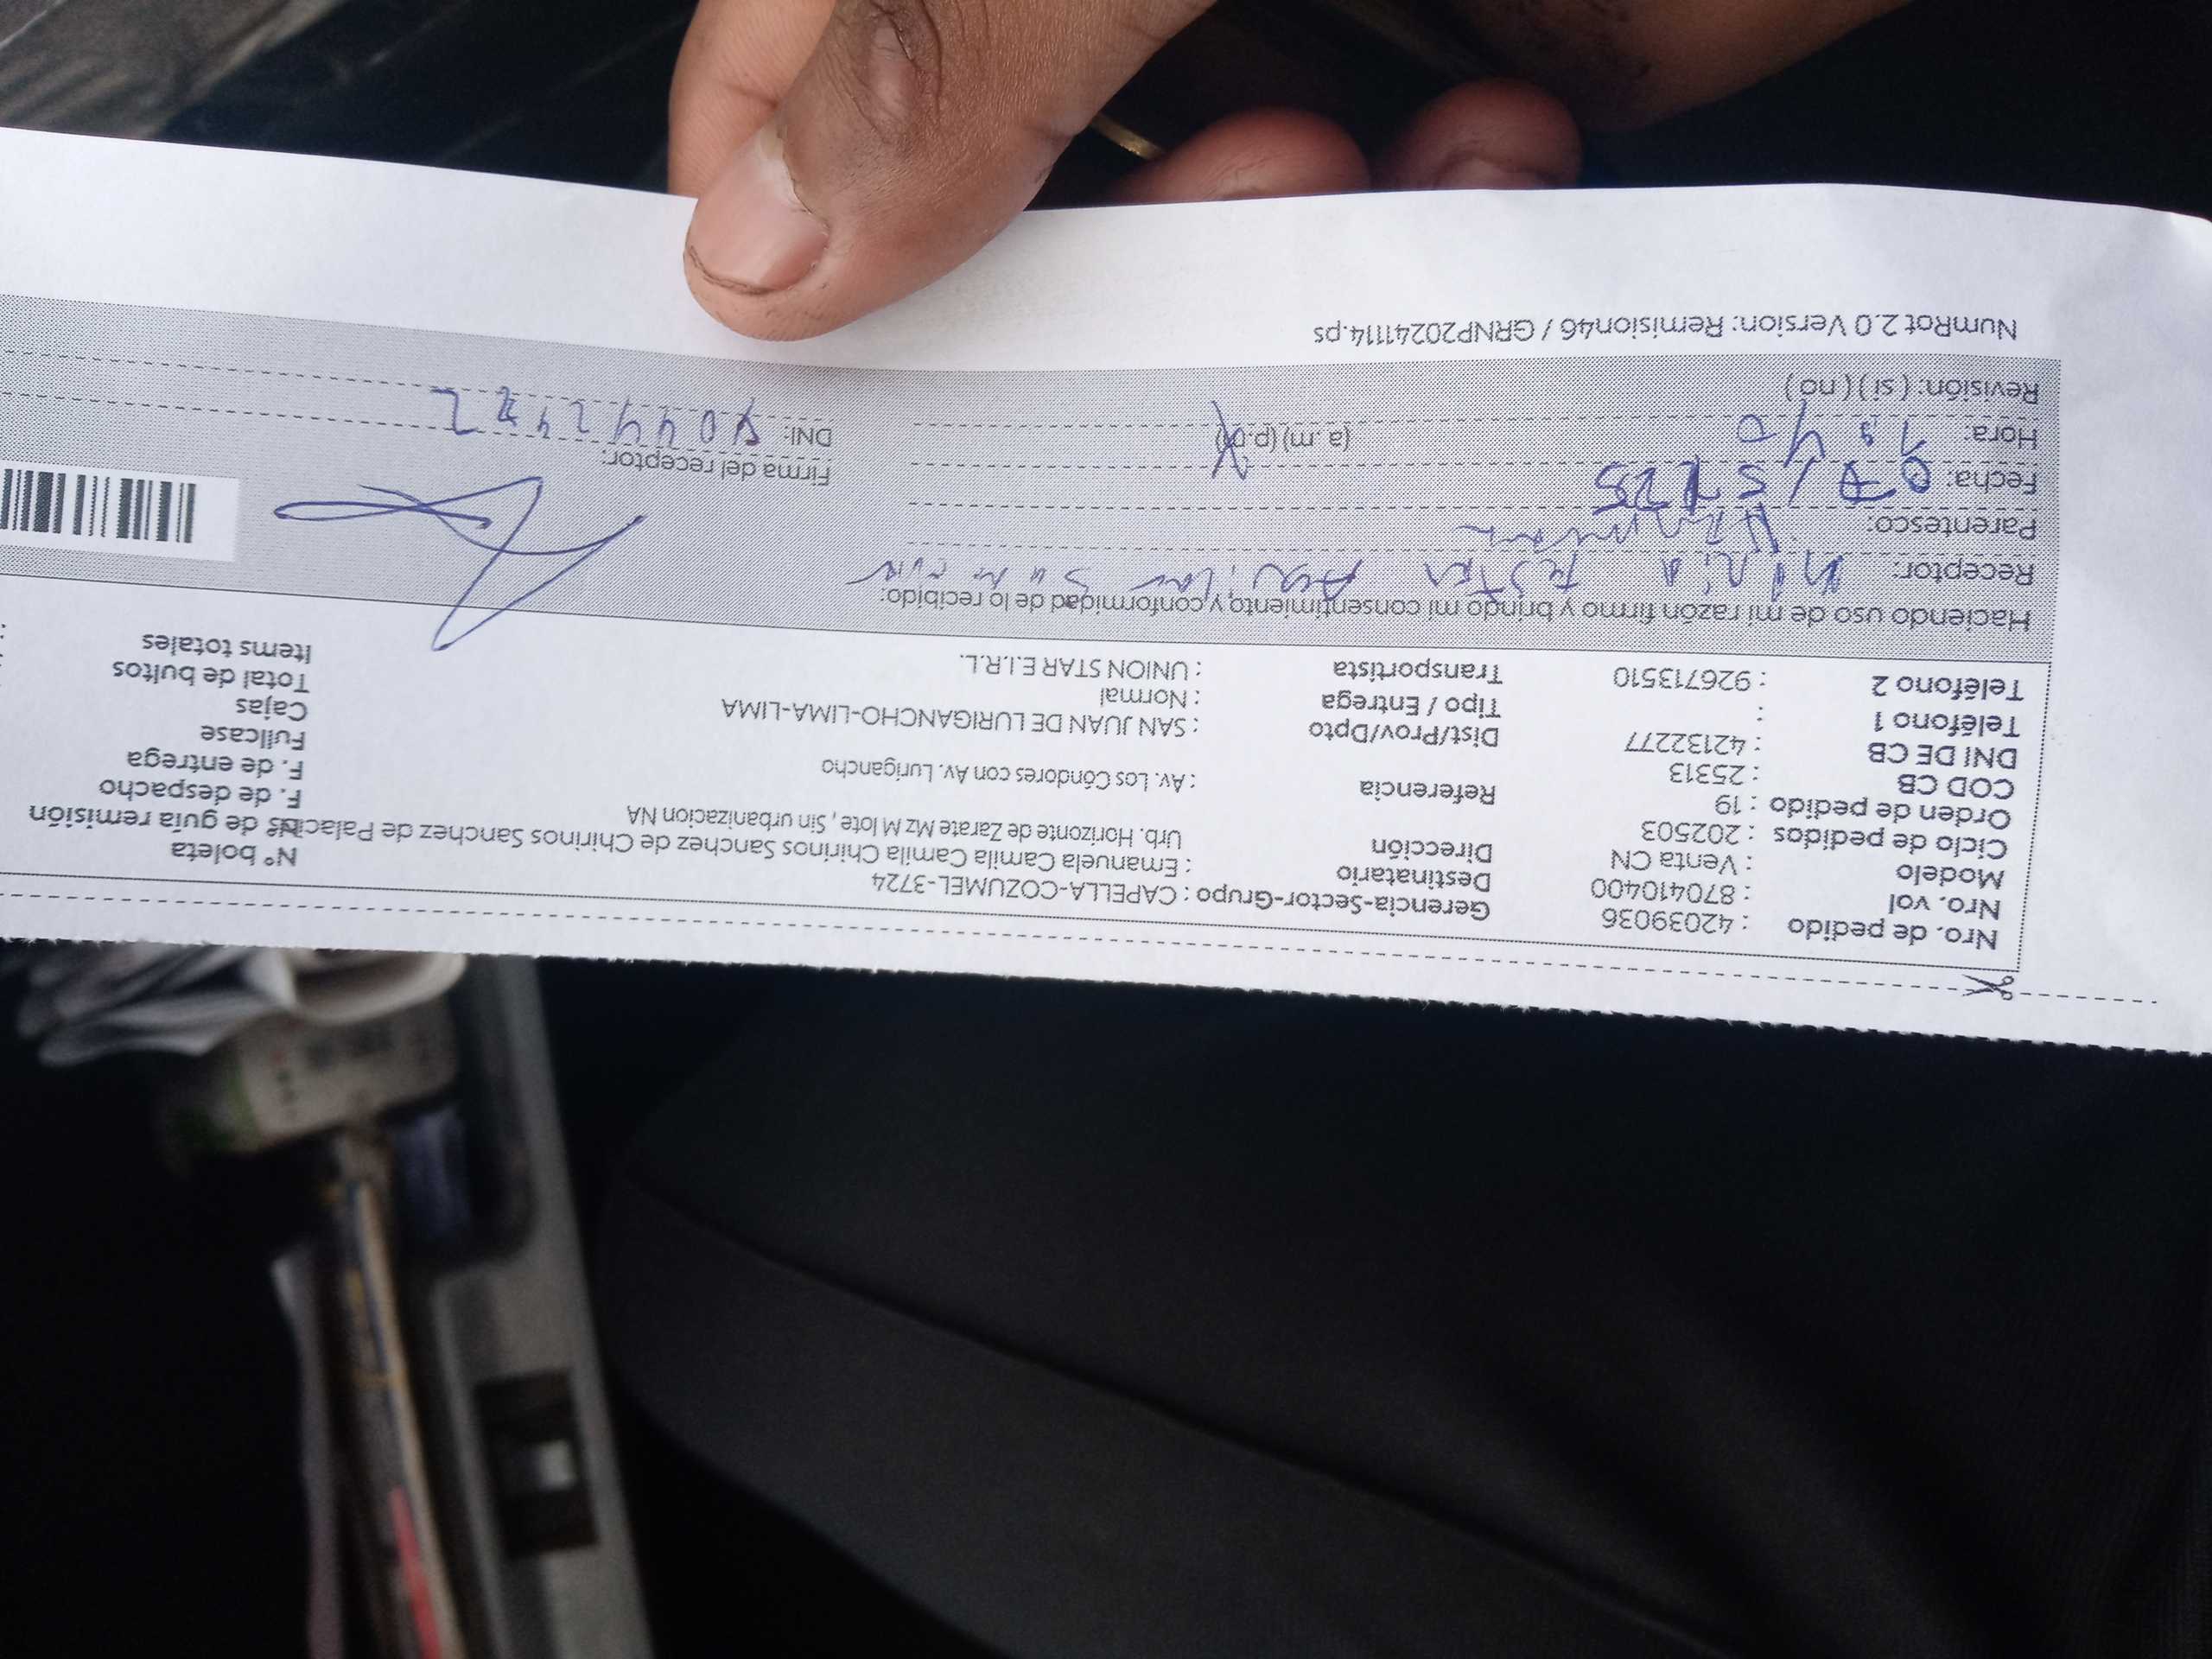 Nro. de pedido : 42039036 Gerencia-Sector-Grupo : CAPELLA-COZUMEL-3724
Nro. vol : 870410400 Destinatario : Emanuela Camila Camila Chirinos Sanchez de Chirinos Sanchez de Palacios Nº boleta
Modelo : Venta CN Dirección Urb. Horizonte de Zarate Mz M lote , Sin urbanizacion NA de guía de remisión
Ciclo de pedidos : 202503 F. de despacho
Orden de pedido : 19 Referencia : Av. Los Cóndores con Av. Lurigancho F. de entrega
COD CB : 25313 Fullcase
DNI DE CB : 42132277 Dist/Prov/Dpto : SAN JUAN DE LURIGANCHO-LIMA-LIMA Cajas
Teléfono 1 : Tipo / Entrega : Normal Total de bultos
Teléfono 2 : 926713510 Transportista : UNION STAR E.I.R.L. Items totales
Haciendo uso de mi razón firmo y brindo mi consentimiento, y conformidad de lo recibido:
Receptor:
Parentesco:
Fecha: 07/5/25 Firma del receptor:
Hora: 1:40 (a.m) (p.m) DNI:
Revisión: ( si ) ( no )
NumRot 2.0 Version: Remision46 / GRNP20241114.ps